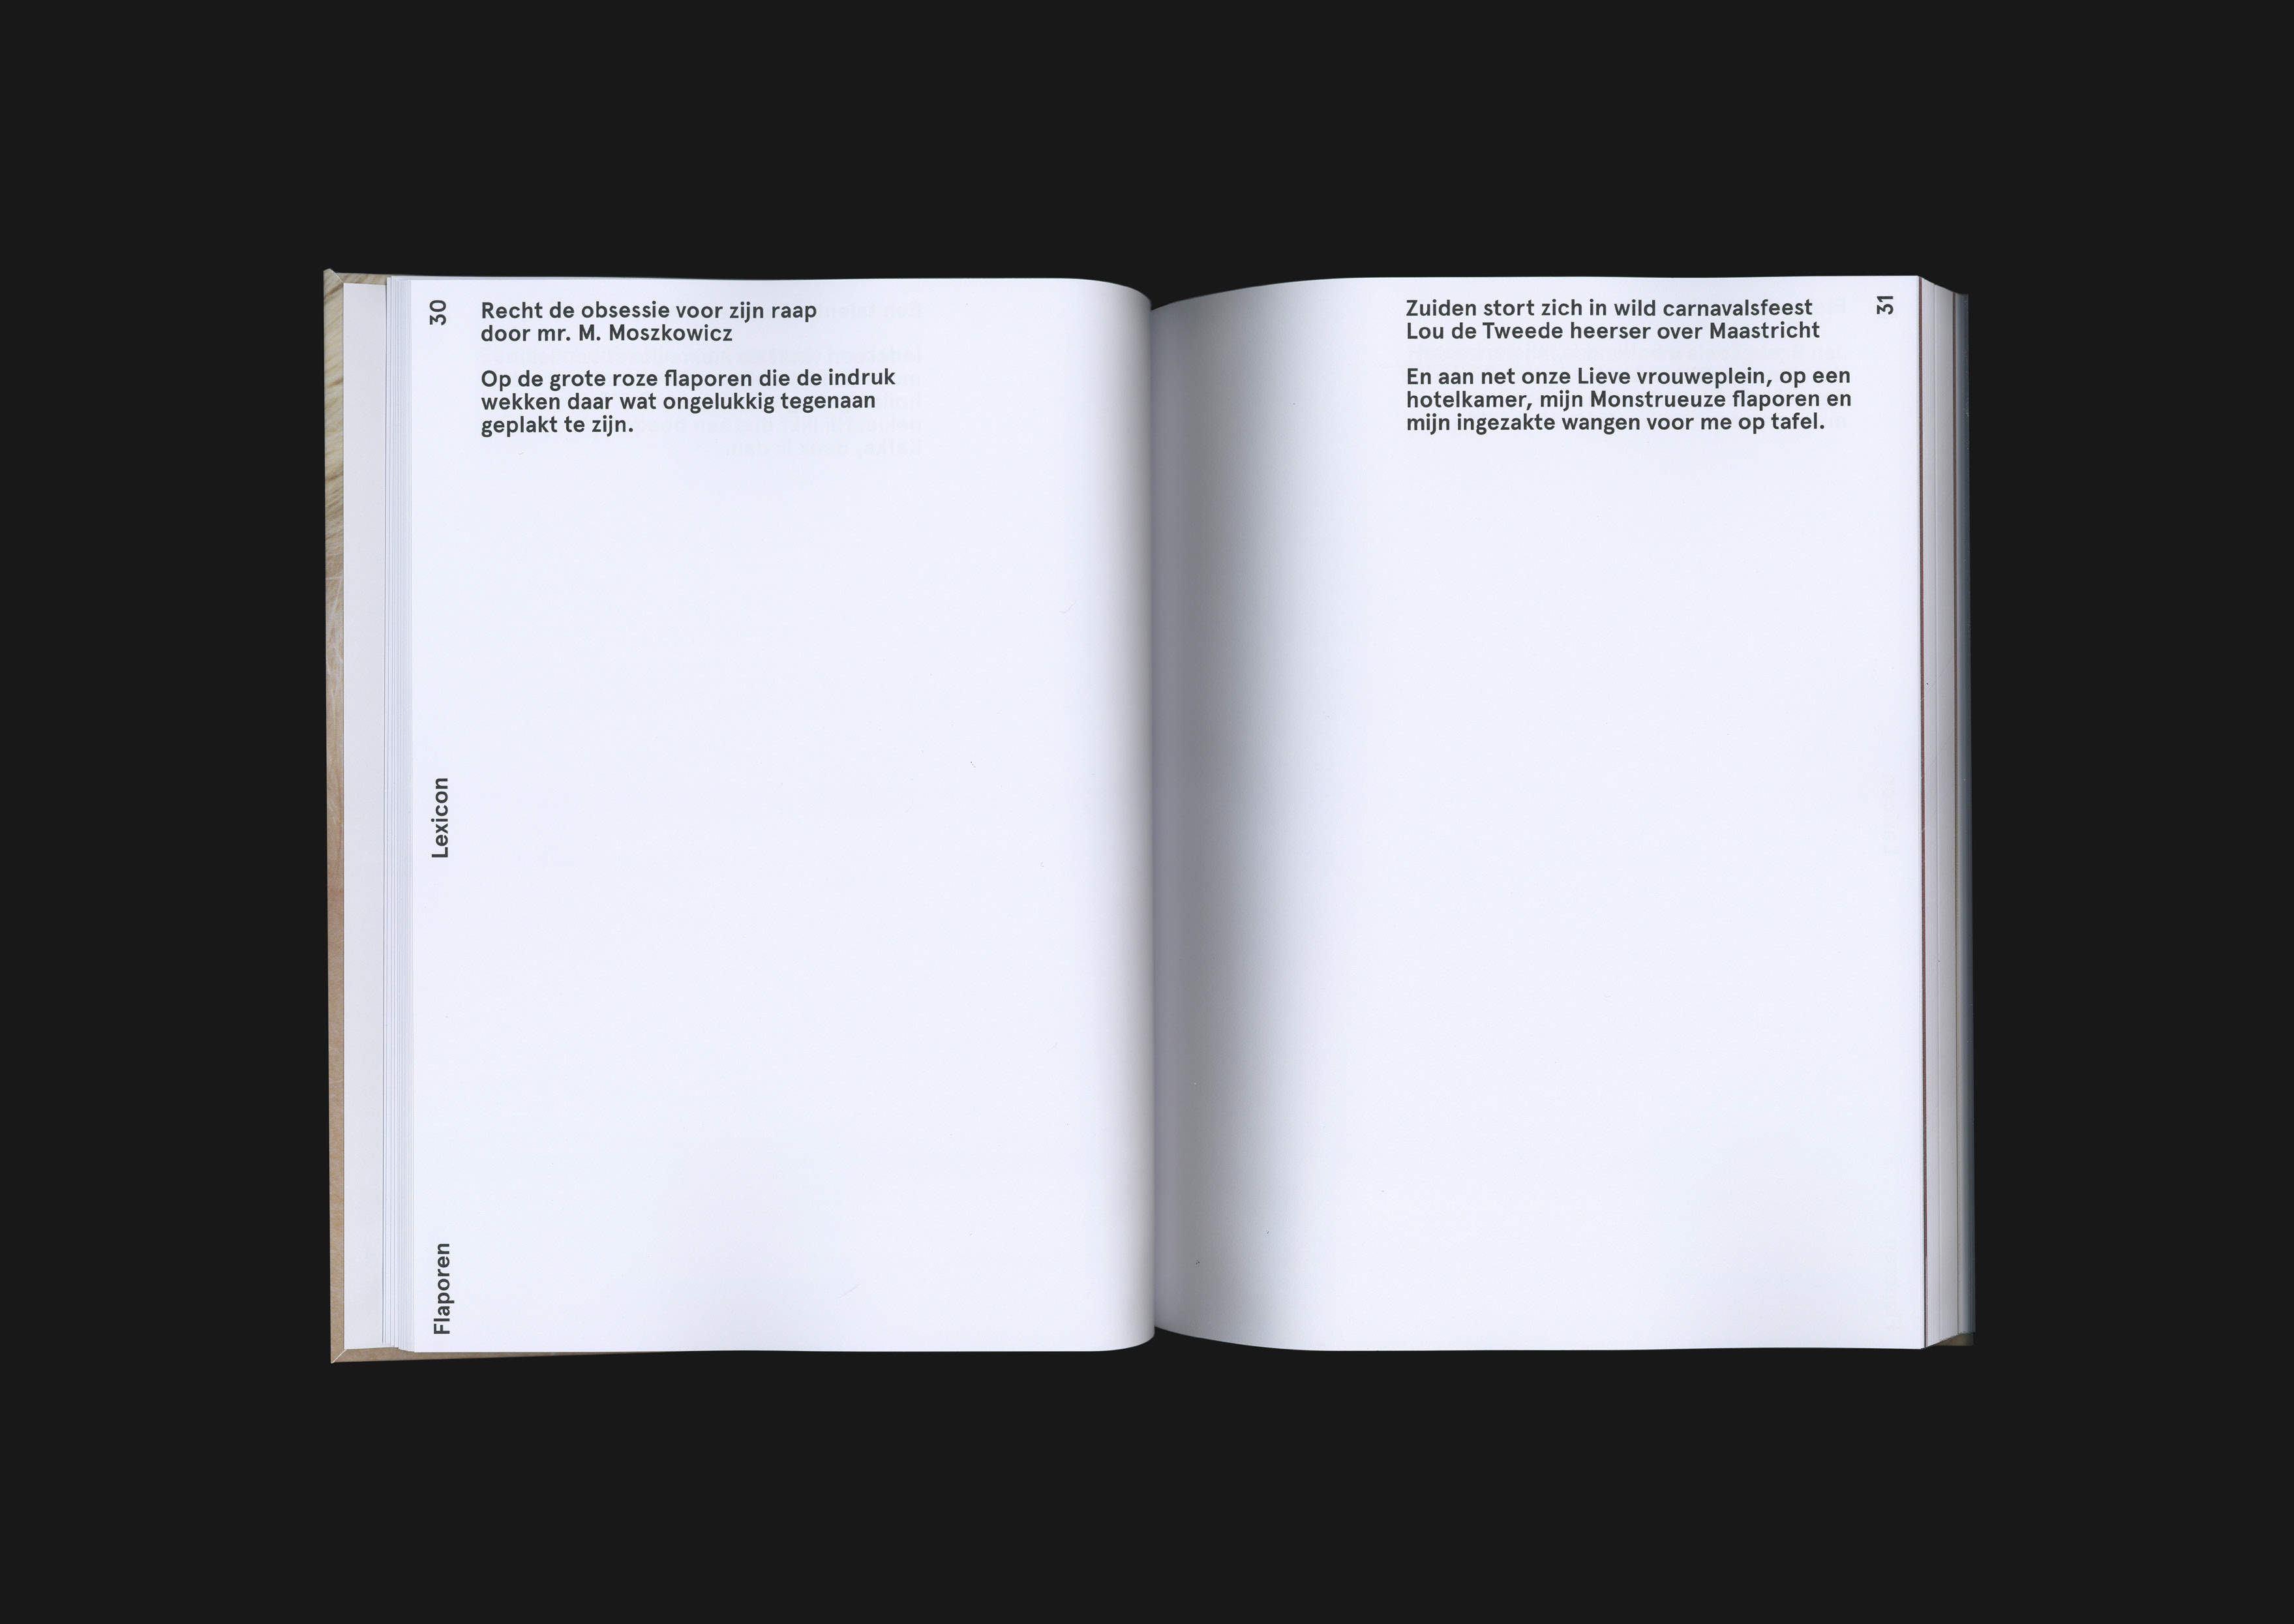 30
Recht de obsessie voor zijn raap
door mr. M. Moszkowicz
Op de grote roze flaporen die de indruk
wekken daar wat ongelukkig tegenaan
geplakt te zijn.
Lexicon
Flaporen
Zuiden stort zich in wild carnavalsfeest
Lou de Tweede heerser over Maastricht
31
En aan net onze Lieve vrouweplein, op een
hotelkamer, mijn Monstrueuze flaporen en
mijn ingezakte wangen voor me op tafel.